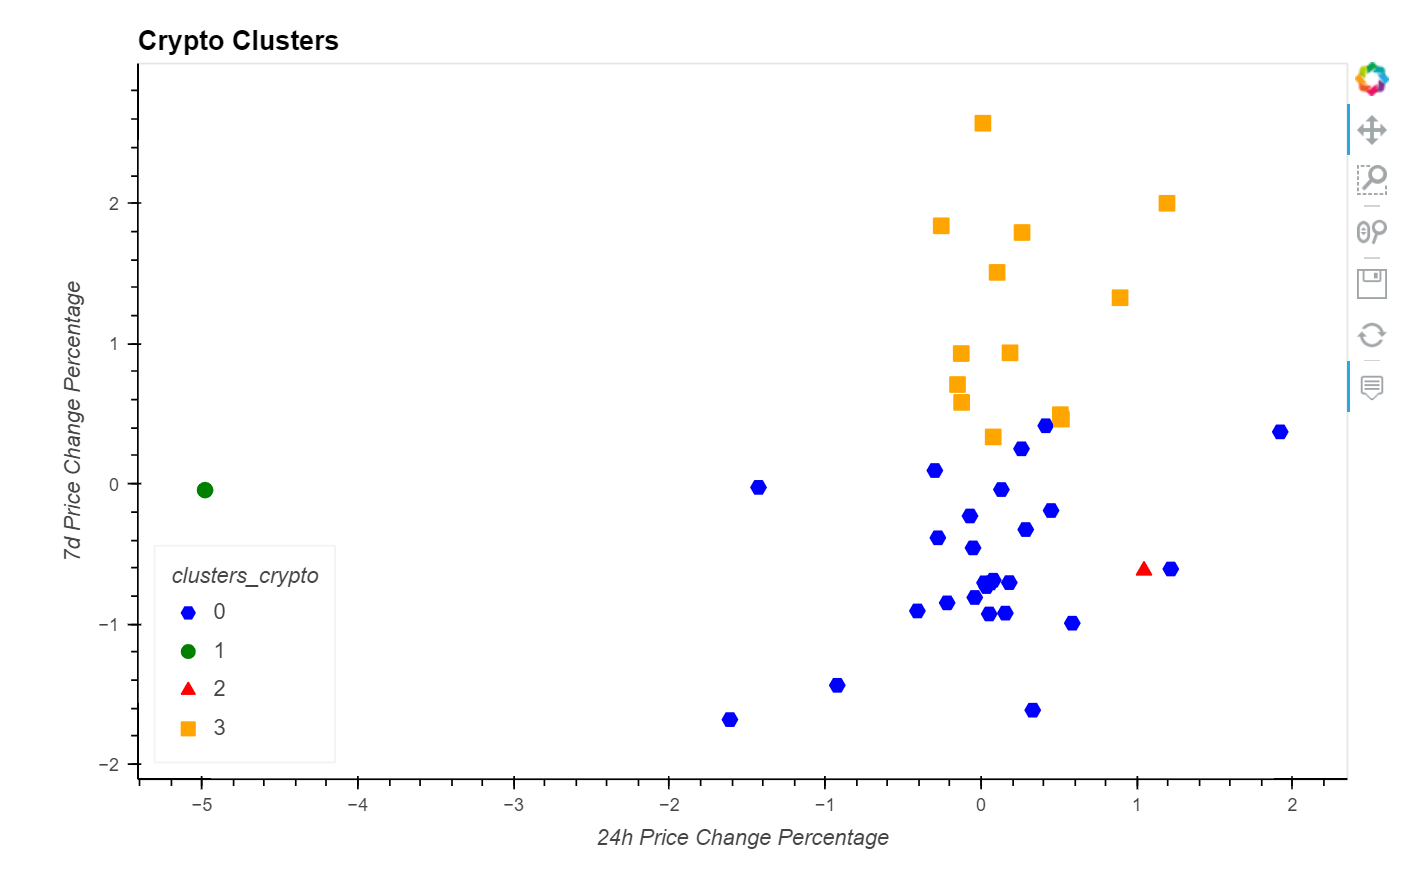 Crypto Clusters
7d Price Change Percentage
2
1
0
−1
−2
clusters_crypto
0
1
2
3
−5 −4 −3 −2 −1 0 1 2
24h Price Change Percentage